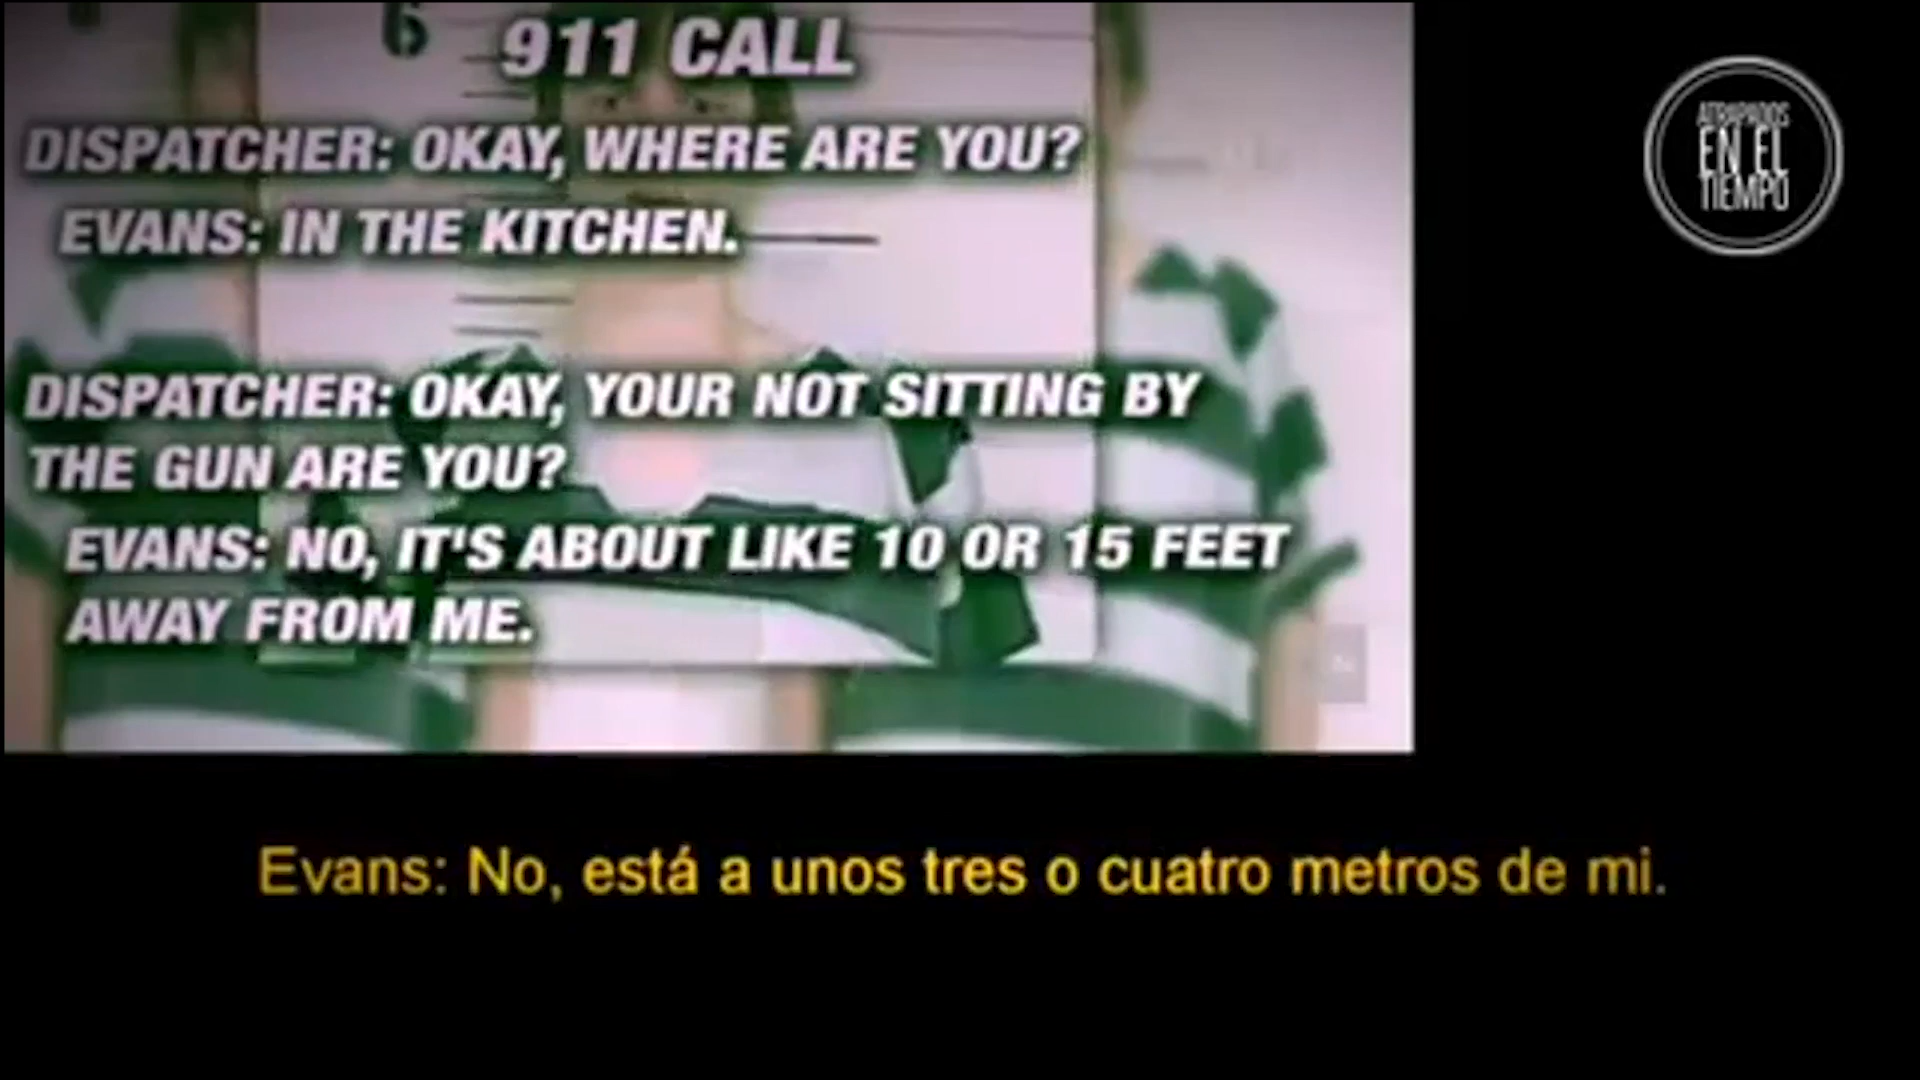 6
911 CALL
DISPATCHER: OKAY, WHERE ARE YOU?
EVANS: IN THE KITCHEN.
DISPATCHER: OKAY, YOUR NOT SITTING BY
THE GUN ARE YOU?
EVANS: NO, IT'S ABOUT LIKE 10 OR 15 FEET
AWAY FROM ME.
ATRAPADOS
EN EL
TIEMPO
Evans: No, está a unos tres o cuatro metros de mi.